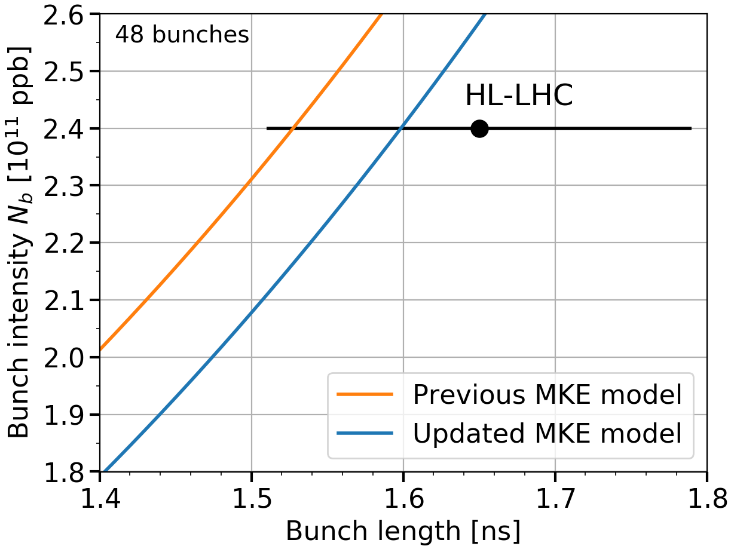 48 bunches
HL-LHC
Bunch intensity N_b [10^11 ppb]
2.6
2.5
2.4
2.3
2.2
2.1
2.0
1.9
1.8
Previous MKE model
Updated MKE model
1.4 1.5 1.6 1.7 1.8
Bunch length [ns]